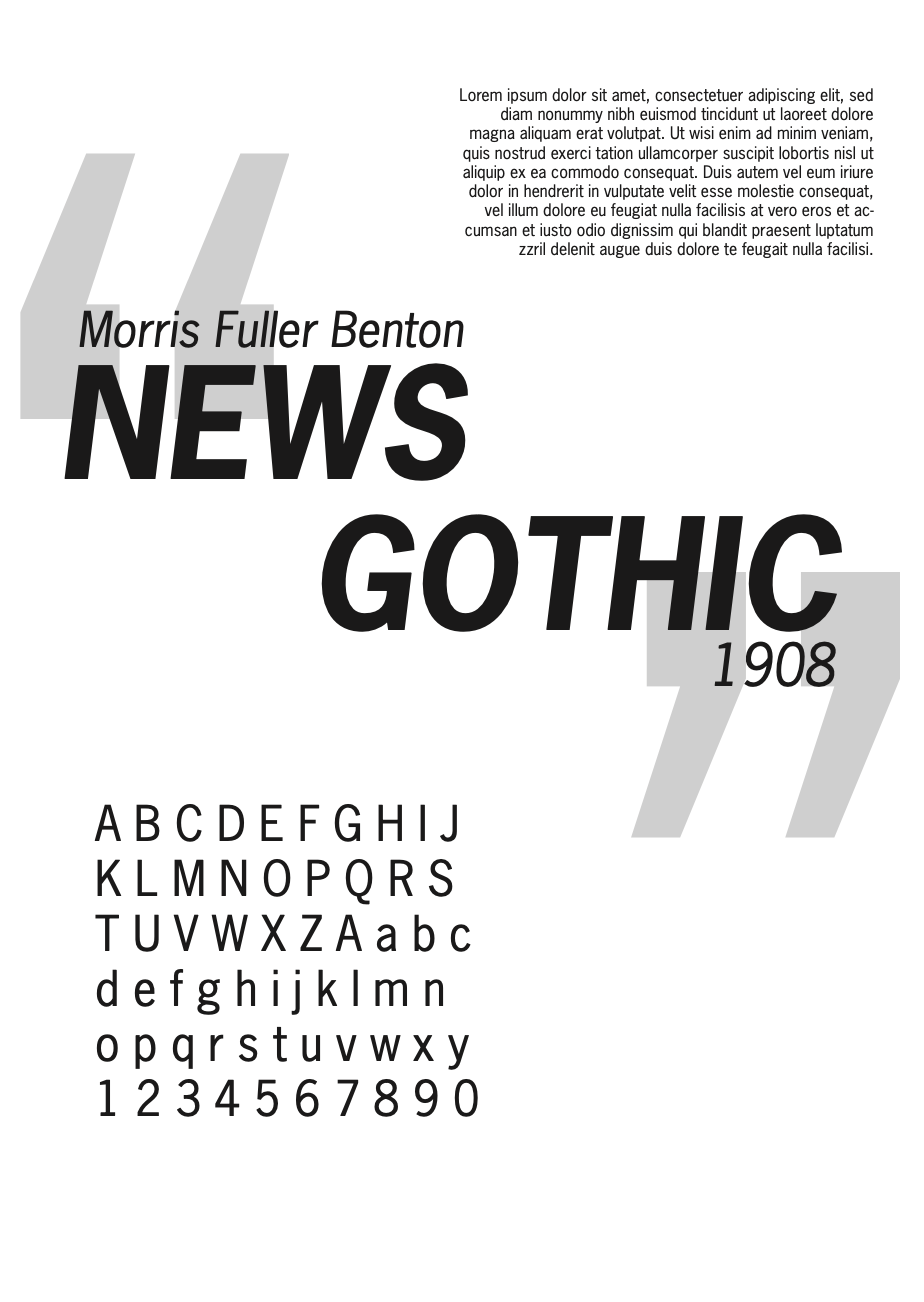 Lorem ipsum dolor sit amet, consectetuer adipiscing elit, sed
diam nonummy nibh euismod tincidunt ut laoreet dolore
magna aliquam erat volutpat. Ut wisi enim ad minim veniam,
quis nostrud exerci tation ullamcorper suscipit lobortis nisl ut
aliquip ex ea commodo consequat. Duis autem vel eum iriure
dolor in hendrerit in vulputate velit esse molestie consequat,
vel illum dolore eu feugiat nulla facilisis at vero eros et ac-
cumsan et iusto odio dignissim qui blandit praesent luptatum
zzril delenit augue duis dolore te feugait nulla facilisi.
“
Morris Fuller Benton
NEWS
GOTHIC
1908
”
A B C D E F G H I J
K L M N O P Q R S
T U V W X Z A a b c
d e f g h i j k l m n
o p q r s t u v w x y
1 2 3 4 5 6 7 8 9 0